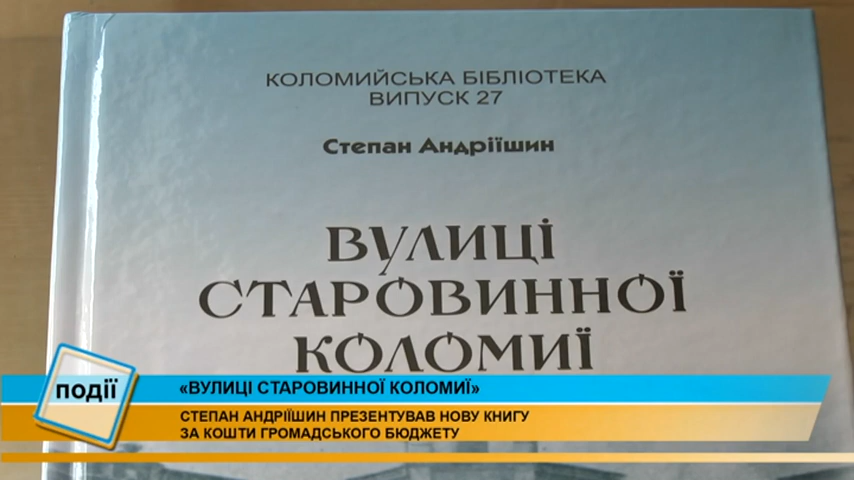 КОЛОМИЙСЬКА БІБЛІОТЕКА
ВИПУСК 27
Степан Андріїшин
ВУЛИЦІ
СТАРОВИННОЇ
КОЛОМИЇ
ПОДІЇ
«ВУЛИЦІ СТАРОВИННОЇ КОЛОМИЇ»
СТЕПАН АНДРІЇШИН ПРЕЗЕНТУВАВ НОВУ КНИГУ
ЗА КОШТИ ГРОМАДСЬКОГО БЮДЖЕТУ